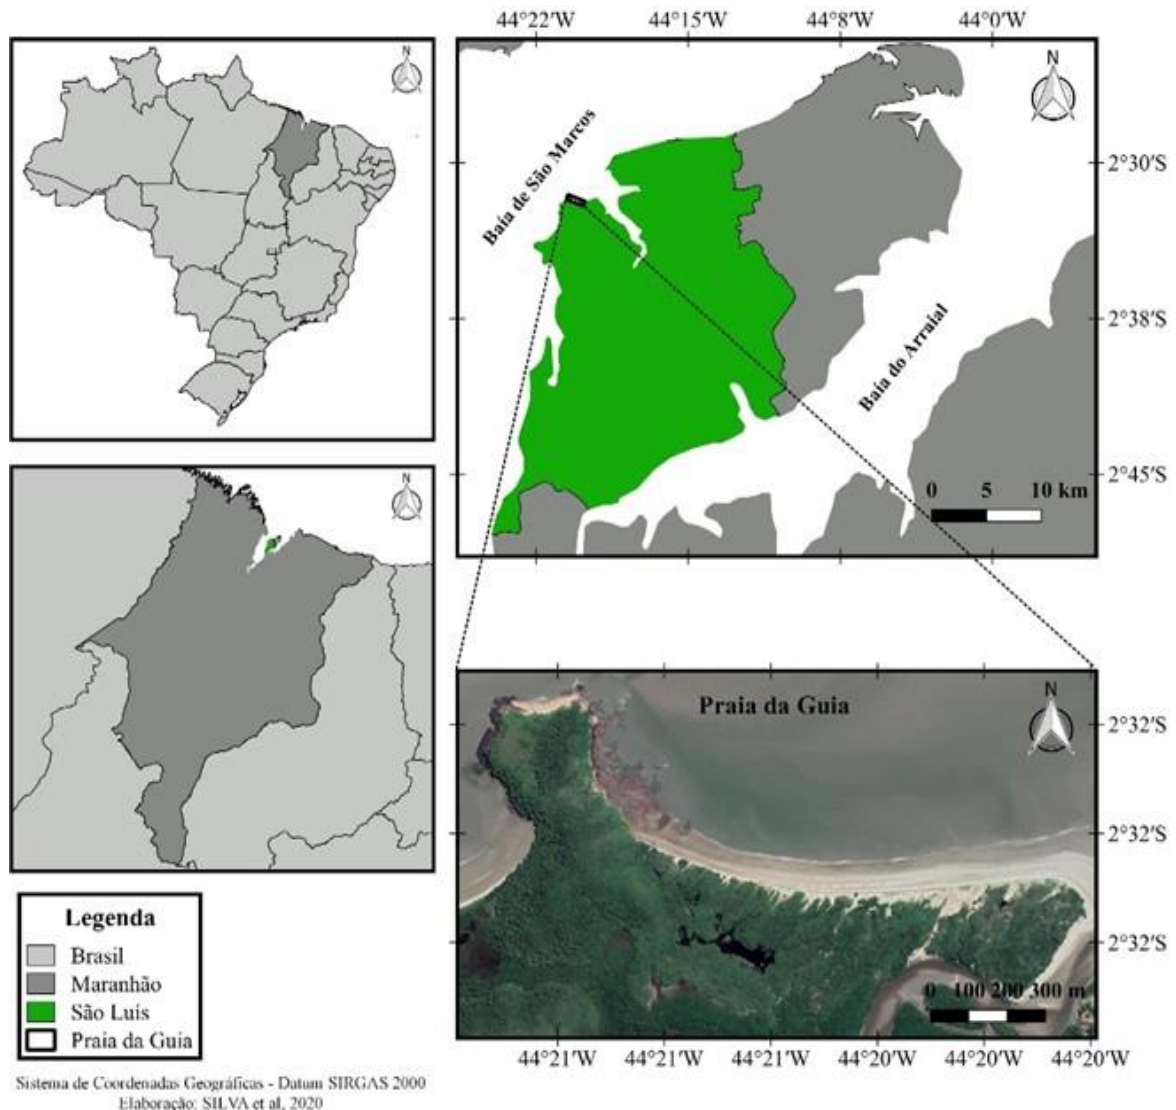 N
N
44°22'W 44°15'W 44°8'W 44°0'W
N
2°30'S
2°38'S
2°45'S
Baía de São Marcos
Baía do Arraial
0 5 10 km
Praia da Guia
N
2°32'S
2°32'S
2°32'S
0 100 200 300 m
44°21'W 44°21'W 44°21'W 44°20'W 44°20'W 44°20'W
Legenda
Brasil
Maranhão
São Luís
Praia da Guia
Sistema de Coordenadas Geográficas - Datum SIRGAS 2000
Elaboração: SILVA et al, 2020